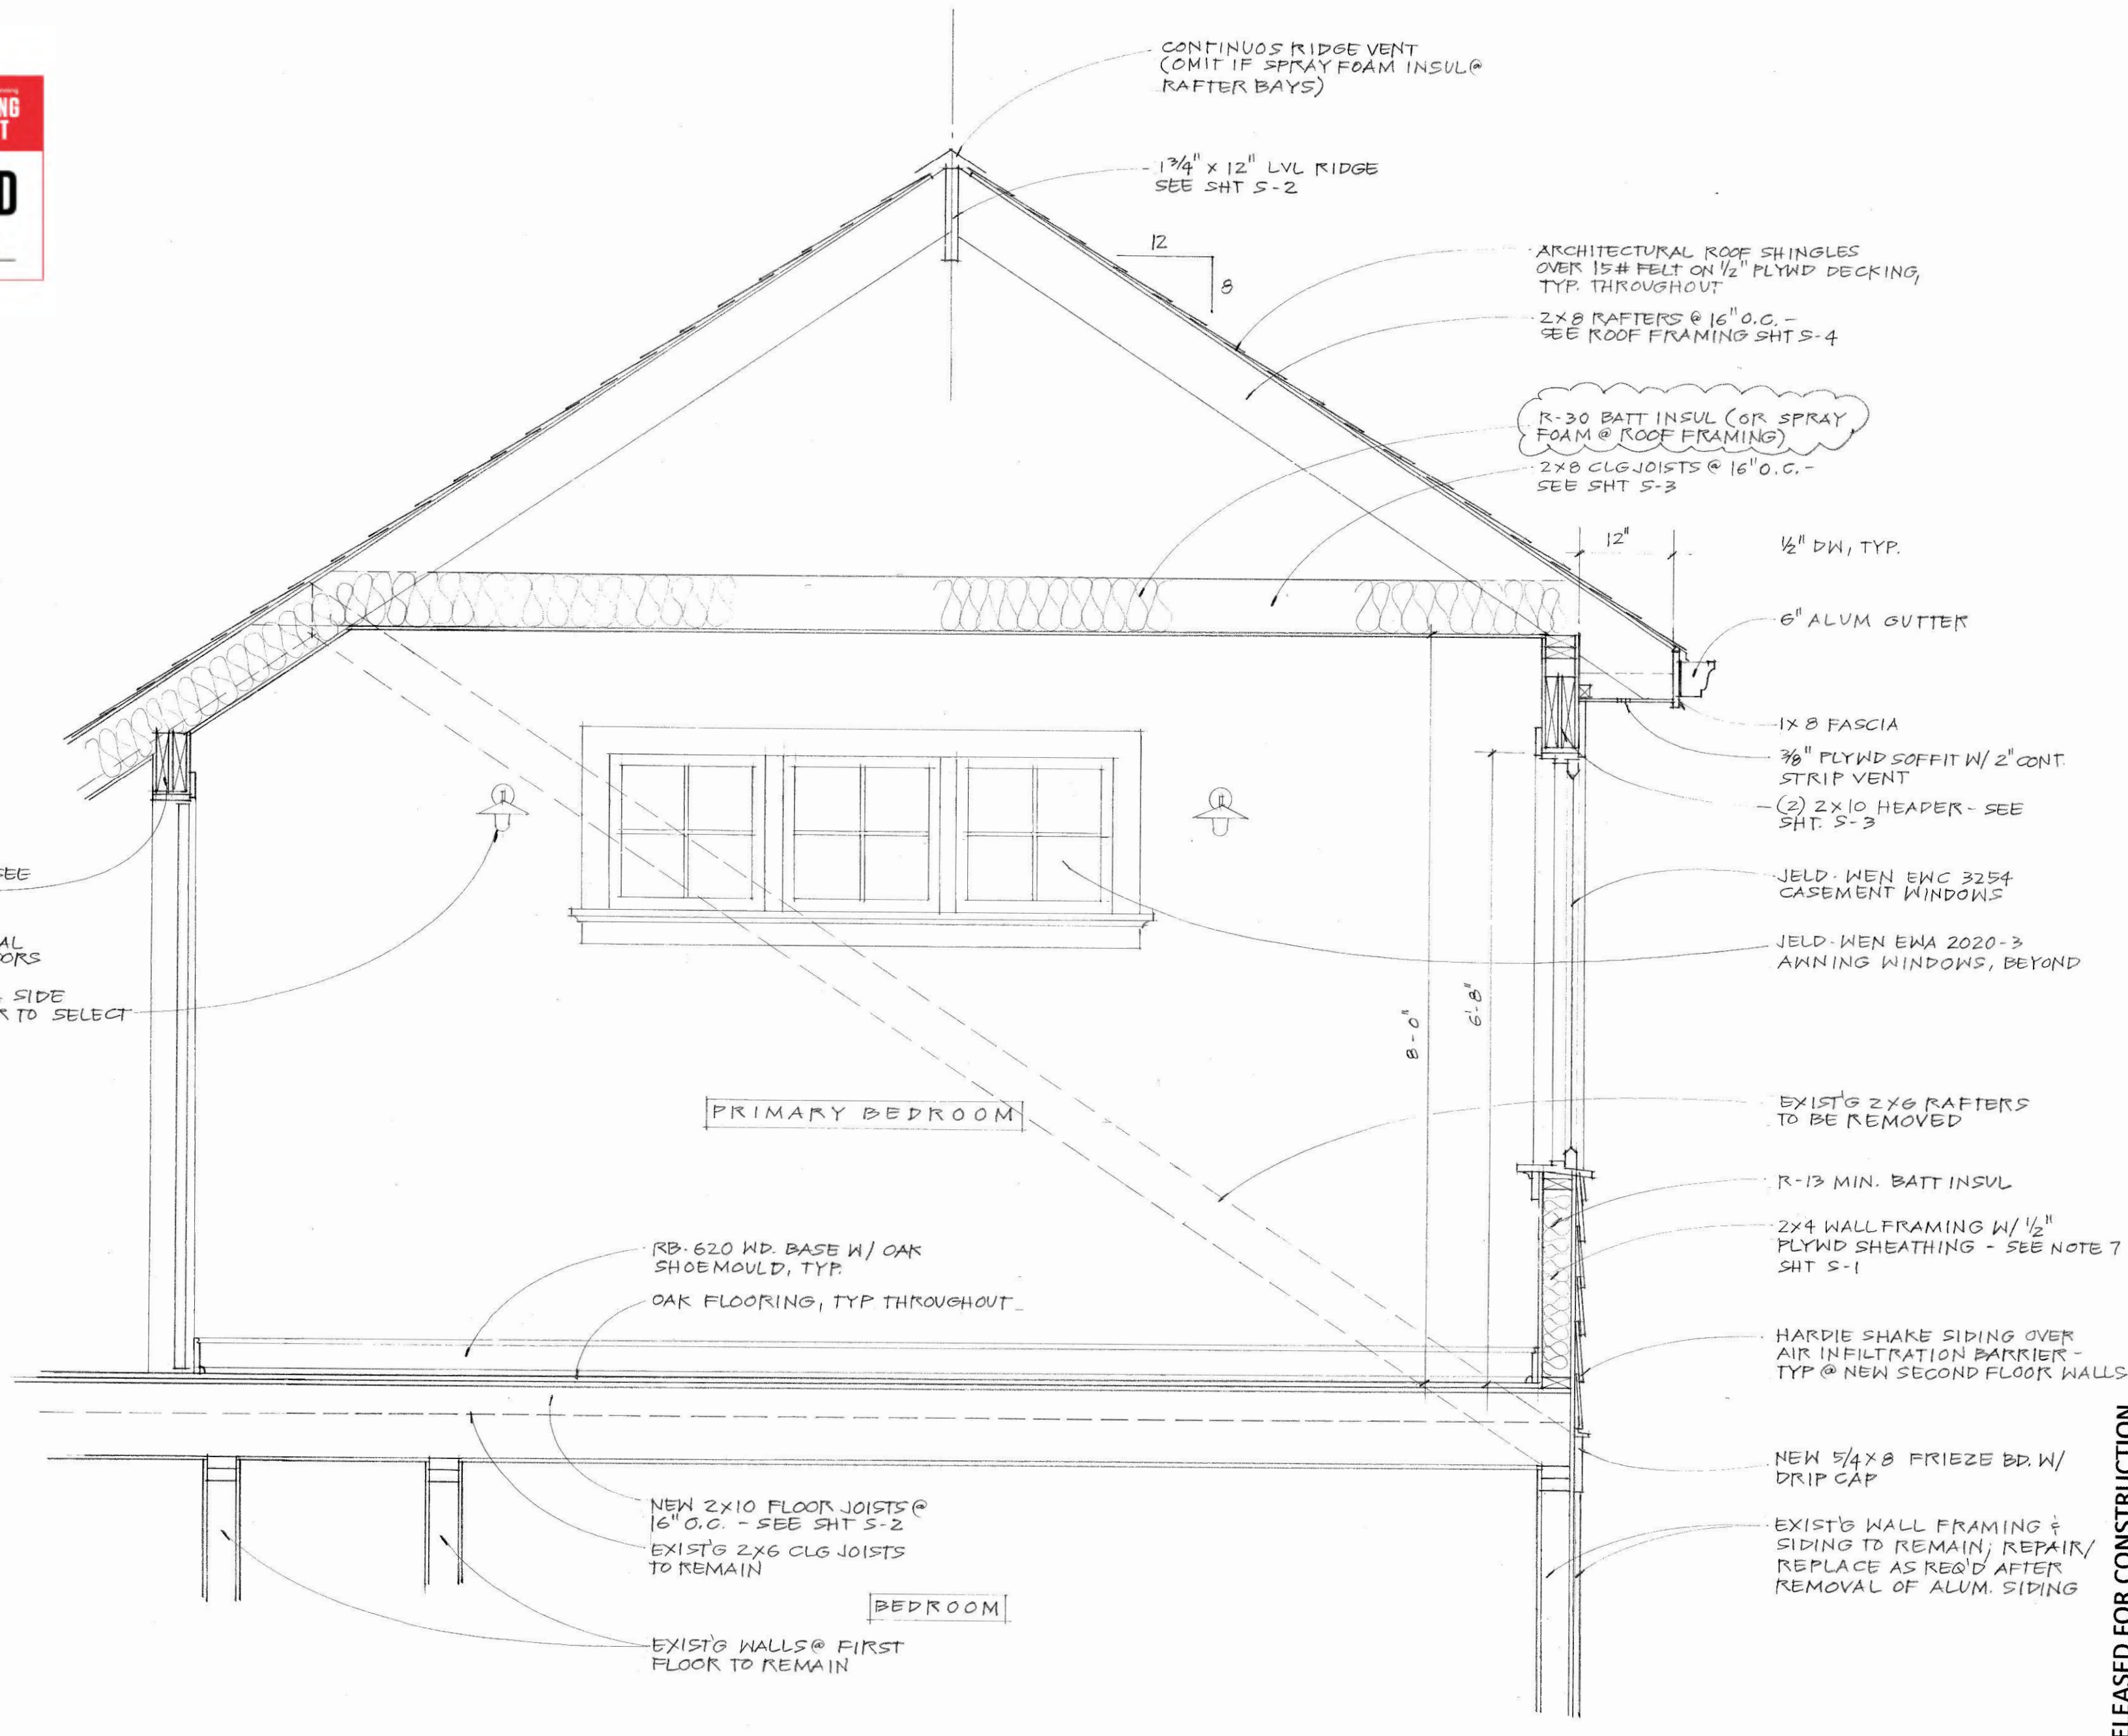 NG
T
D
CONTINUOS RIDGE VENT
(OMIT IF SPRAY FOAM INSUL@
RAFTER BAYS)
1 3/4" x 12" LVL RIDGE
SEE SHT S-2
12
8
ARCHITECTURAL ROOF SHINGLES
OVER 15# FELT ON 1/2" PLYWD DECKING,
TYP. THROUGHOUT
2x8 RAFTERS @ 16" O.C. -
SEE ROOF FRAMING SHT S-4
R-30 BATT INSUL (OR SPRAY
FOAM @ ROOF FRAMING)
2x8 CLG JOISTS @ 16" O.C. -
SEE SHT S-3
12"
1/2" DW, TYP.
6" ALUM GUTTER
1x8 FASCIA
3/8" PLYWD SOFFIT W/ 2" CONT.
STRIP VENT
(2) 2x10 HEADER - SEE
SHT. S-3
JELD-WEN EWC 3254
CASEMENT WINDOWS
JELD-WEN EWA 2020-3
AWNING WINDOWS, BEYOND
SEE
AL
ORS
SIDE
R TO SELECT
8-0"
6'-8"
PRIMARY BEDROOM
EXIST'G 2x6 RAFTERS
TO BE REMOVED
R-13 MIN. BATT INSUL
2x4 WALL FRAMING W/ 1/2"
PLYWD SHEATHING - SEE NOTE 7
SHT S-1
RB-620 WD. BASE W/ OAK
SHOEMOULD, TYP.
OAK FLOORING, TYP THROUGHOUT
HARDIE SHAKE SIDING OVER
AIR INFILTRATION BARRIER -
TYP @ NEW SECOND FLOOR WALLS
NEW 5/4x8 FRIEZE BD. W/
DRIP CAP
NEW 2x10 FLOOR JOISTS @
16" O.C. - SEE SHT S-2
EXIST'G 2x6 CLG JOISTS
TO REMAIN
EXIST'G WALL FRAMING &
SIDING TO REMAIN; REPAIR/
REPLACE AS REQ'D AFTER
REMOVAL OF ALUM. SIDING
BEDROOM
EXIST'G WALLS @ FIRST
FLOOR TO REMAIN
LEASED FOR CONSTRUCTION